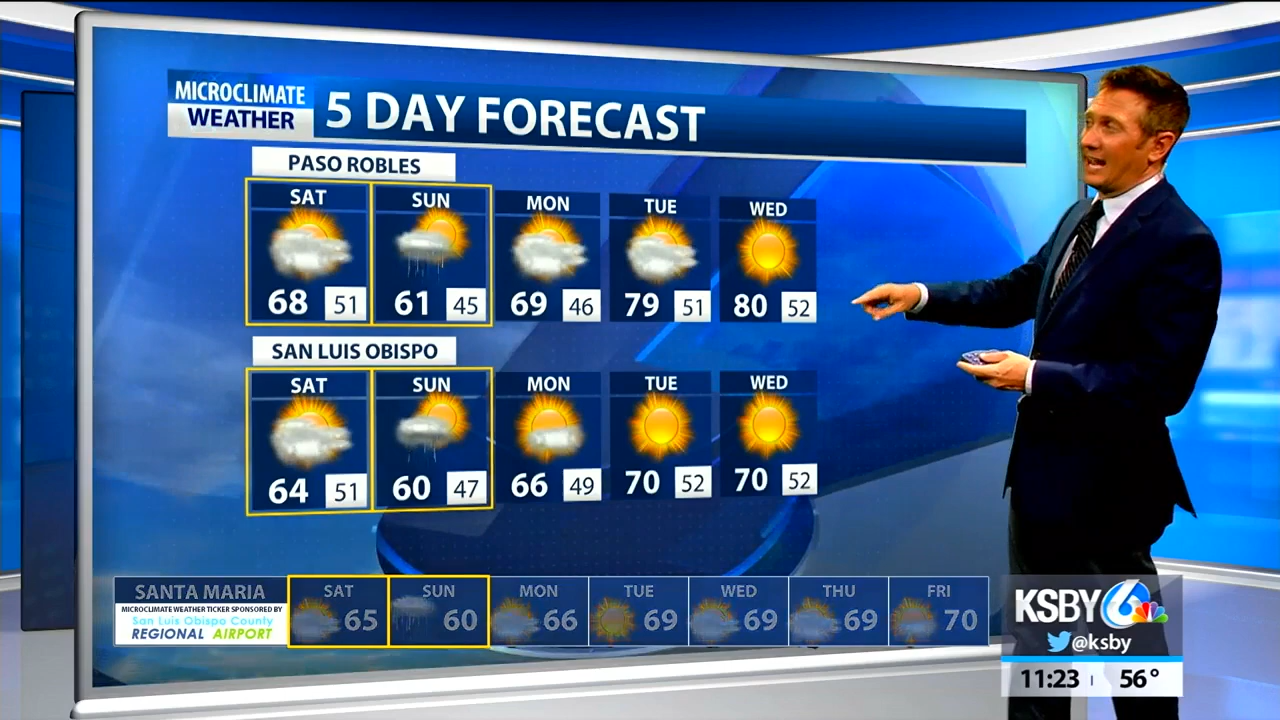 MICROCLIMATE
WEATHER
5 DAY FORECAST
PASO ROBLES
SAT SUN MON TUE WED
68 51 61 45 69 46 79 51 80 52
SAN LUIS OBISPO
SAT SUN MON TUE WED
64 51 60 47 66 49 70 52 70 52
SANTA MARIA
MICROCLIMATE WEATHER TICKER SPONSORED BY
San Luis Obispo County
REGIONAL AIRPORT
SAT SUN MON TUE WED THU FRI
65 60 66 69 69 69 70
KSBY 6
@ksby
11:23 56°